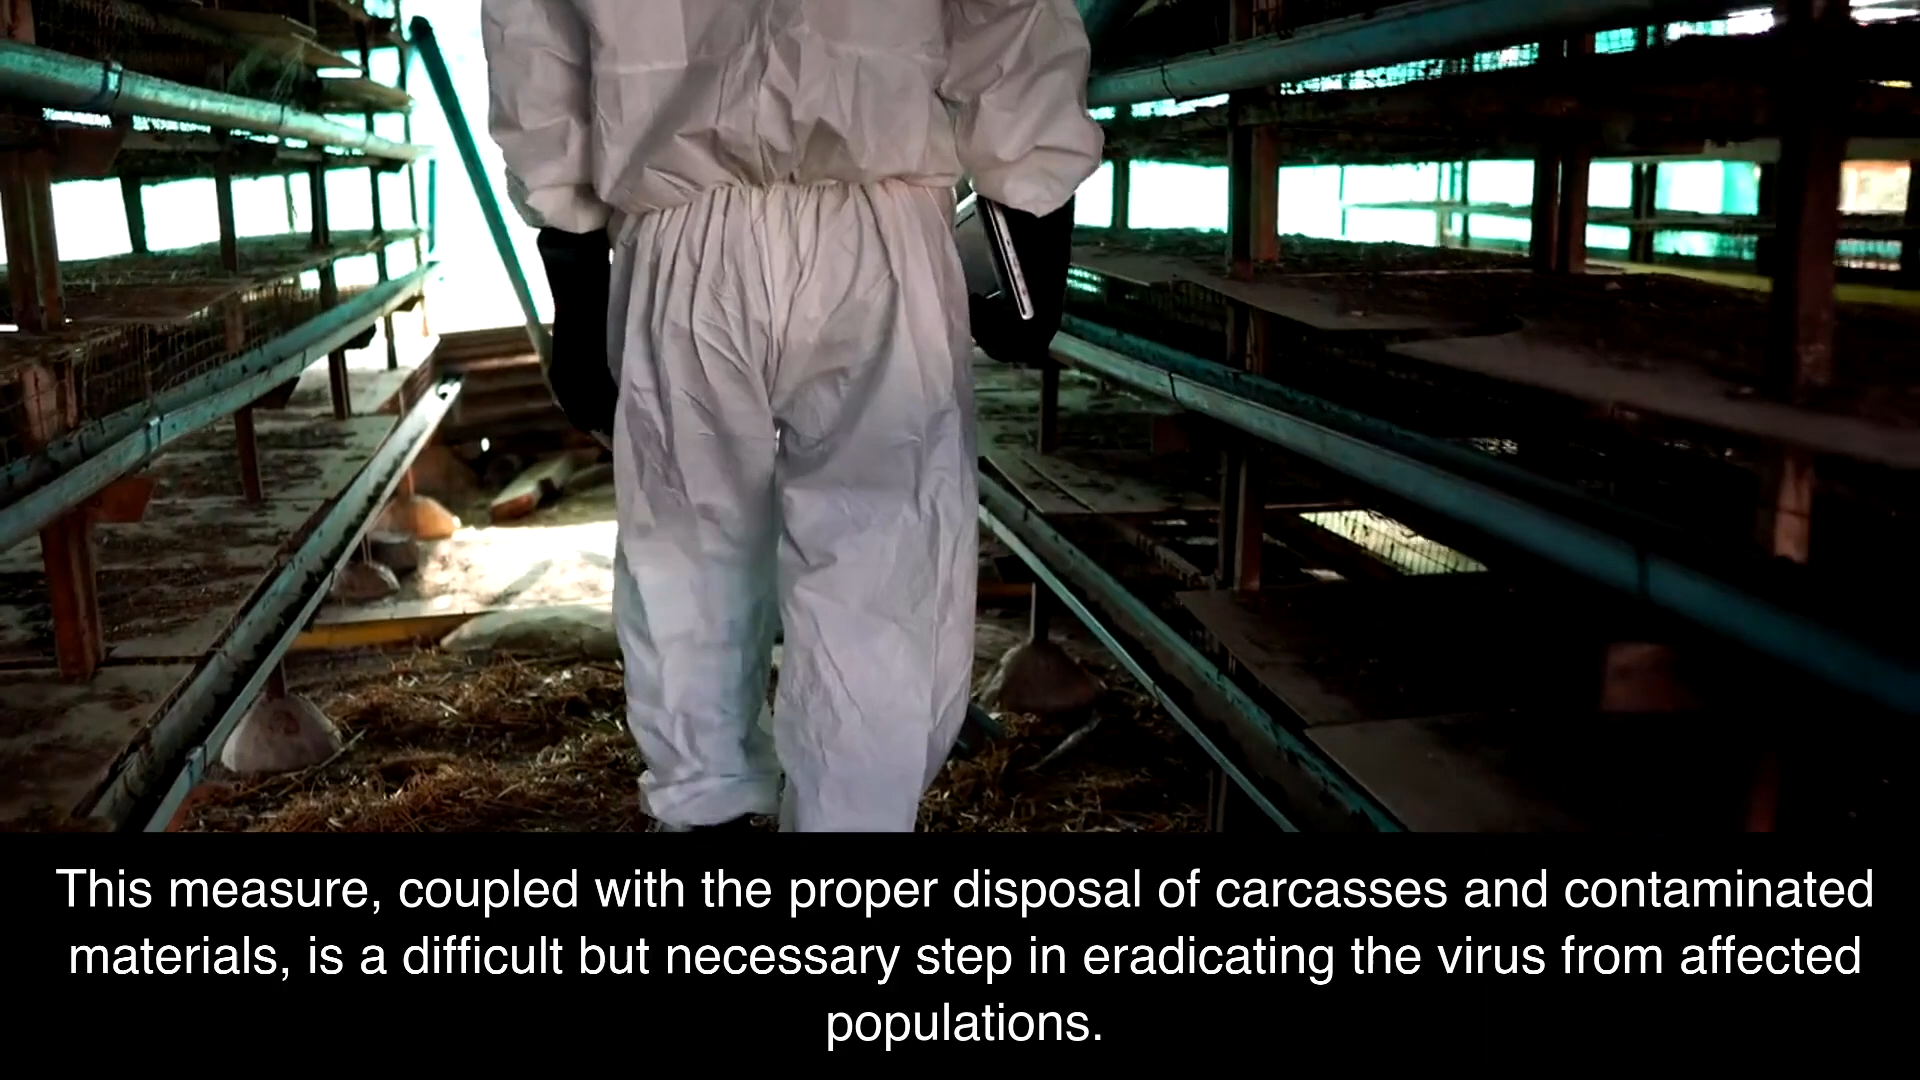 This measure, coupled with the proper disposal of carcasses and contaminated
materials, is a difficult but necessary step in eradicating the virus from affected
populations.